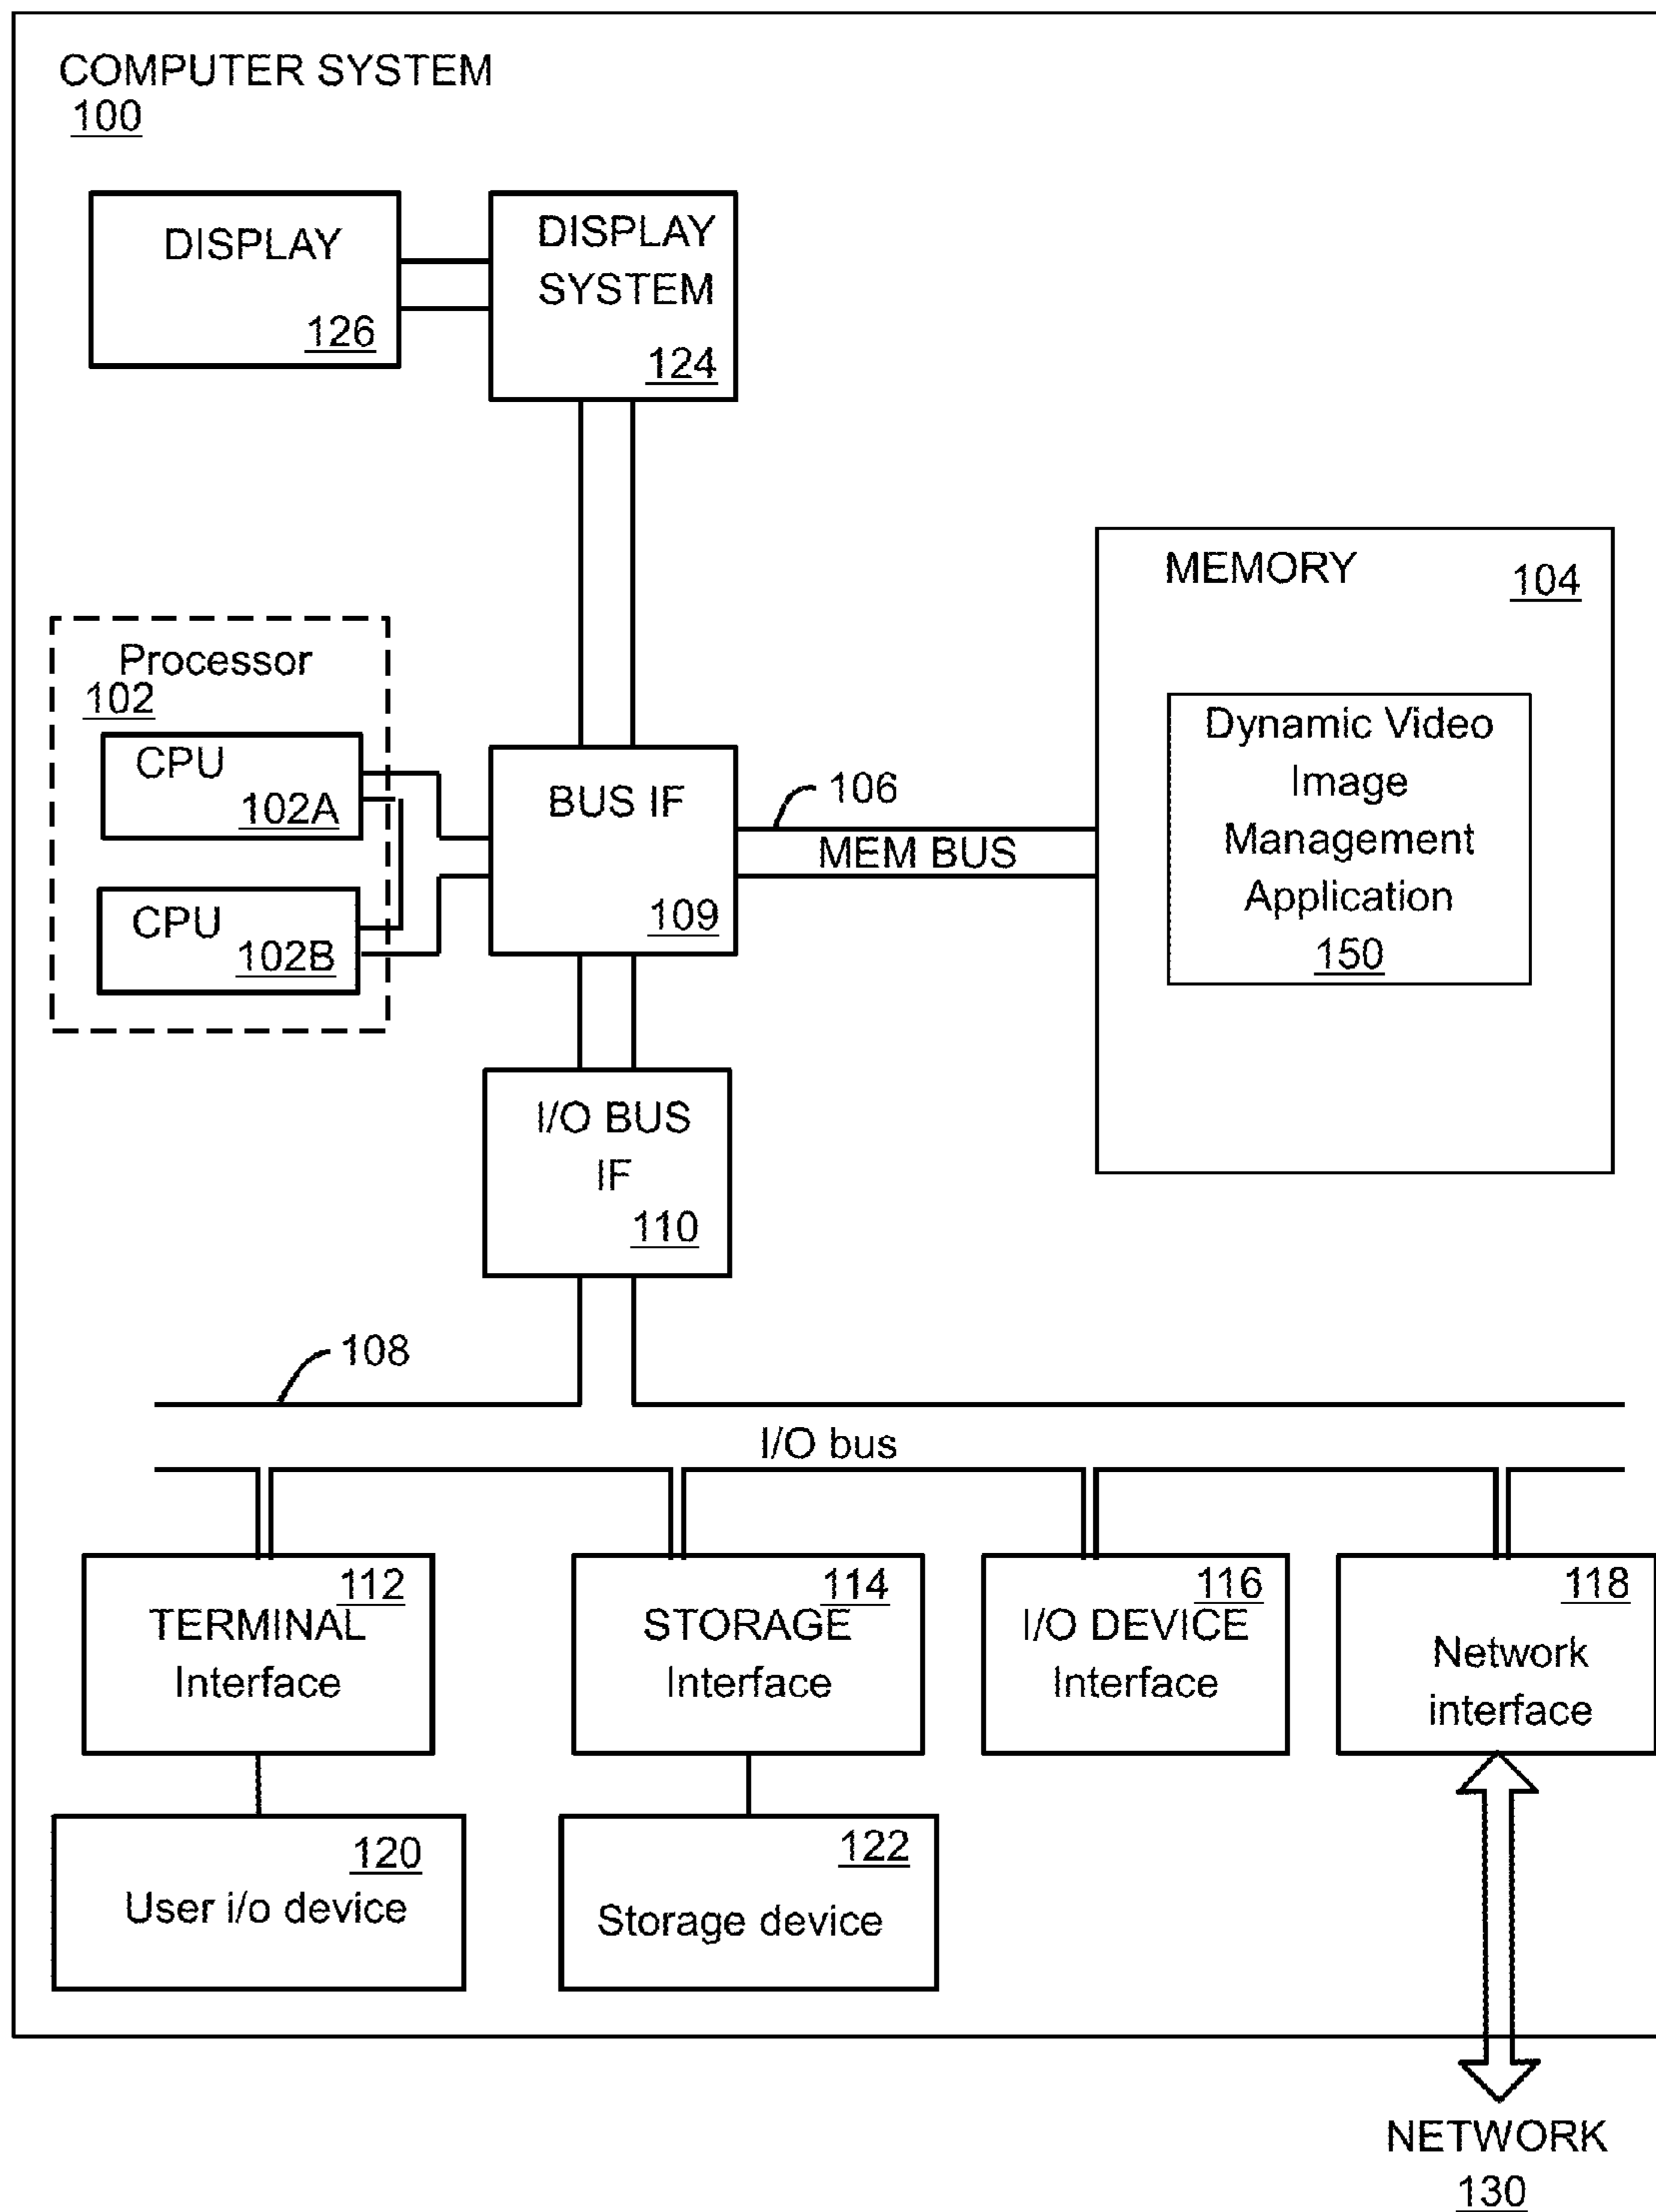 COMPUTER SYSTEM
100
DISPLAY
126
DISPLAY
SYSTEM
124
MEMORY
104
Dynamic Video
Image
Management
Application
150
Processor
102
CPU
102A
CPU
102B
BUS IF
109
106
MEM BUS
I/O BUS
IF
110
108
I/O bus
112
TERMINAL
Interface
114
STORAGE
Interface
116
I/O DEVICE
Interface
118
Network
interface
120
User i/o device
122
Storage device
NETWORK
130